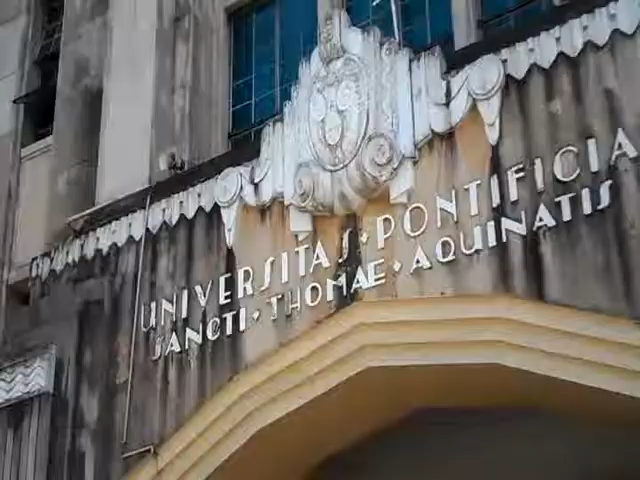 UNIVERSITAS · PONTIFICIA
SANCTI · THOMAE · AQUINATIS